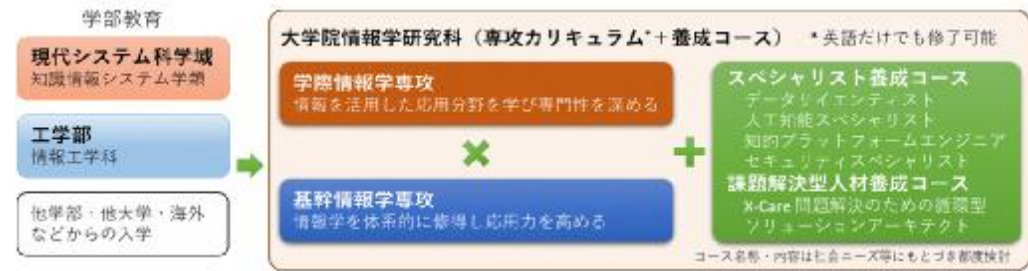 学部教育
現代システム科学域
知識情報システム学類
工学部
情報工学科
他学部・他大学・海外
などからの入学
大学院情報学研究科（専攻カリキュラム*＋養成コース） *英語だけでも修了可能
学際情報学専攻
情報を活用した応用分野を学び専門性を深める
×
基幹情報学専攻
情報学を体系的に修得し応用力を高める
+
スペシャリスト養成コース
データサイエンティスト
人工知能スペシャリスト
知的プラットフォームエンジニア
セキュリティスペシャリスト
課題解決型人材養成コース
X-Care 問題解決のための循環型
ソリューションアーキテクト
コース名称・内容は社会ニーズ等にもとづき都度検討